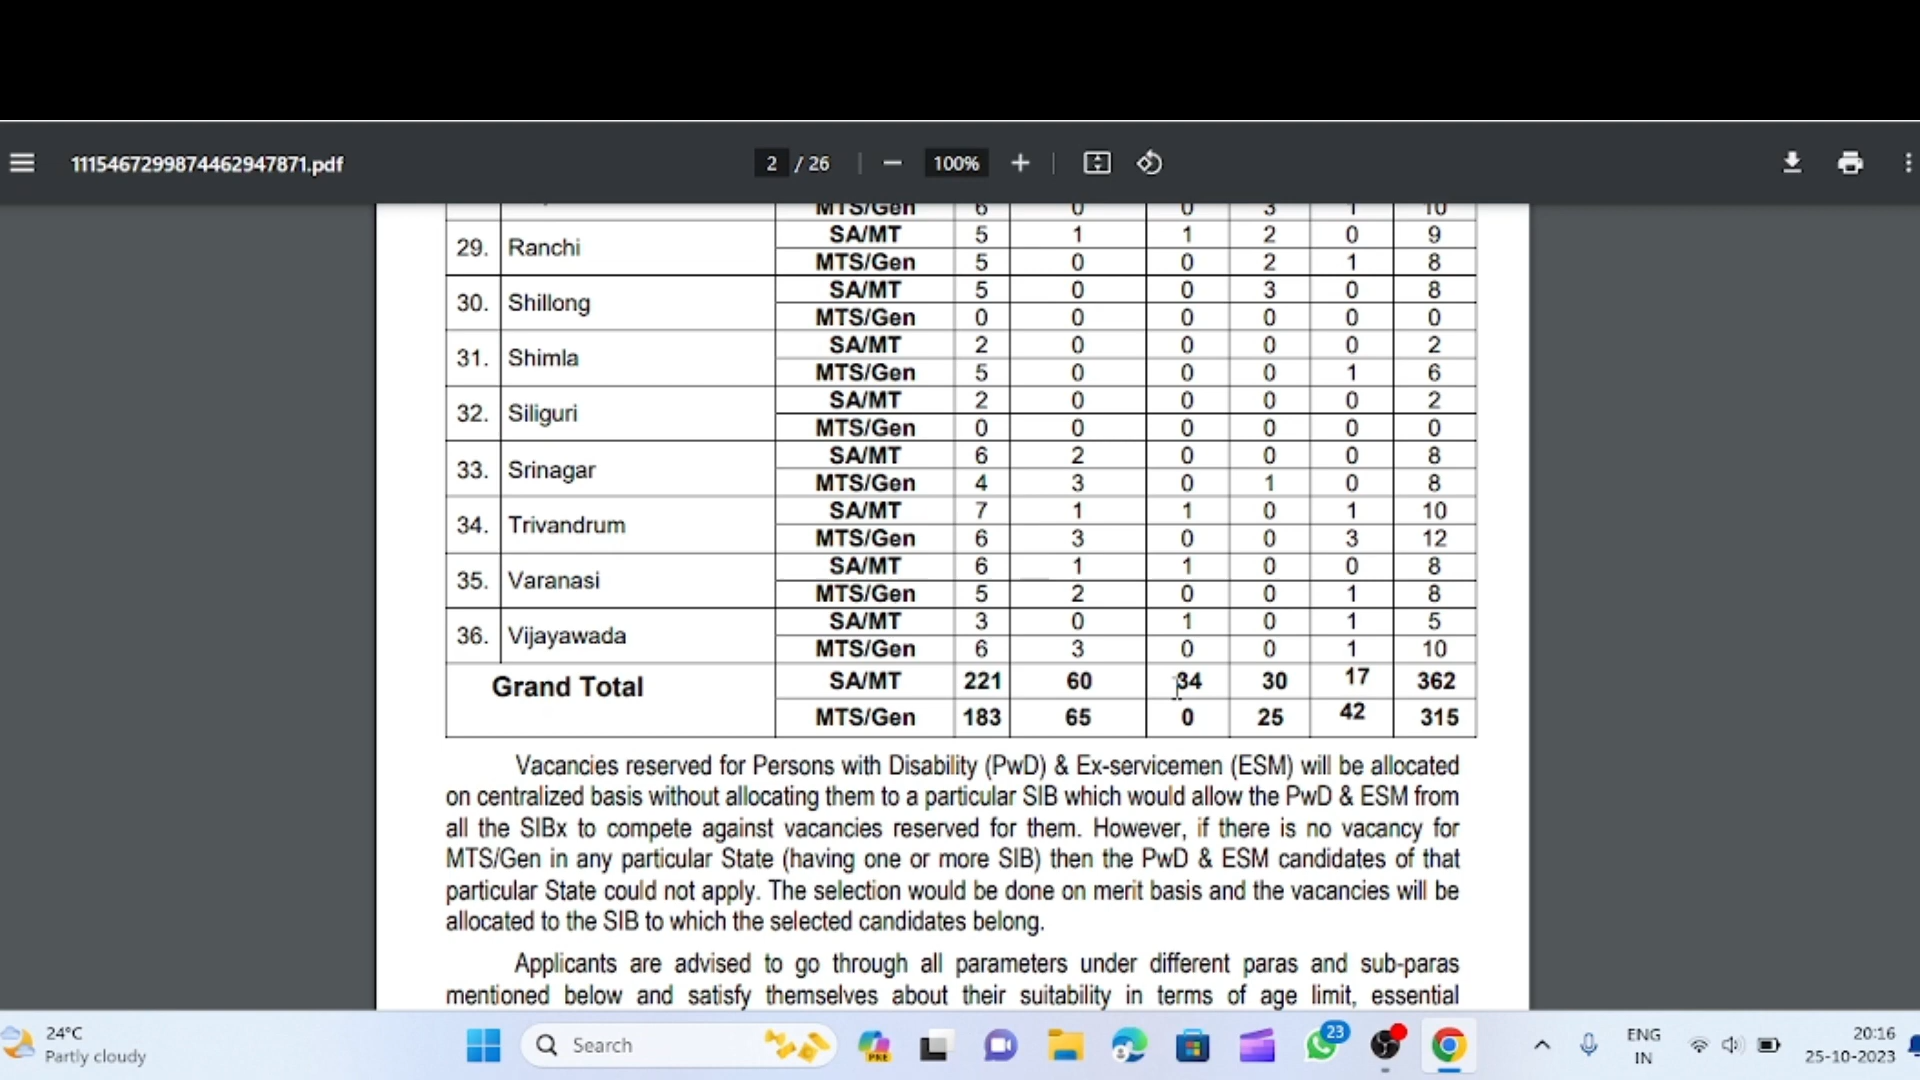 1115467299874462947871.pdf 2 / 26 100%
MTS/Gen 6 0 0 3 1 10
29. Ranchi SA/MT 5 1 1 2 0 9
MTS/Gen 5 0 0 2 1 8
30. Shillong SA/MT 5 0 0 3 0 8
MTS/Gen 0 0 0 0 0 0
31. Shimla SA/MT 2 0 0 0 0 2
MTS/Gen 5 0 0 0 1 6
32. Siliguri SA/MT 2 0 0 0 0 2
MTS/Gen 0 0 0 0 0 0
33. Srinagar SA/MT 6 2 0 0 0 8
MTS/Gen 4 3 0 1 0 8
34. Trivandrum SA/MT 7 1 1 0 1 10
MTS/Gen 6 3 0 0 3 12
35. Varanasi SA/MT 6 1 1 0 0 8
MTS/Gen 5 2 0 0 1 8
36. Vijayawada SA/MT 3 0 1 0 1 5
MTS/Gen 6 3 0 0 1 10
Grand Total SA/MT 221 60 34 30 17 362
MTS/Gen 183 65 0 25 42 315
Vacancies reserved for Persons with Disability (PwD) & Ex-servicemen (ESM) will be allocated
on centralized basis without allocating them to a particular SIB which would allow the PwD & ESM from
all the SIBx to compete against vacancies reserved for them. However, if there is no vacancy for
MTS/Gen in any particular State (having one or more SIB) then the PwD & ESM candidates of that
particular State could not apply. The selection would be done on merit basis and the vacancies will be
allocated to the SIB to which the selected candidates belong.
Applicants are advised to go through all parameters under different paras and sub-paras
mentioned below and satisfy themselves about their suitability in terms of age limit, essential
24°C
Partly cloudy
Search
PRE
23
ENG
IN
20:16
25-10-2023